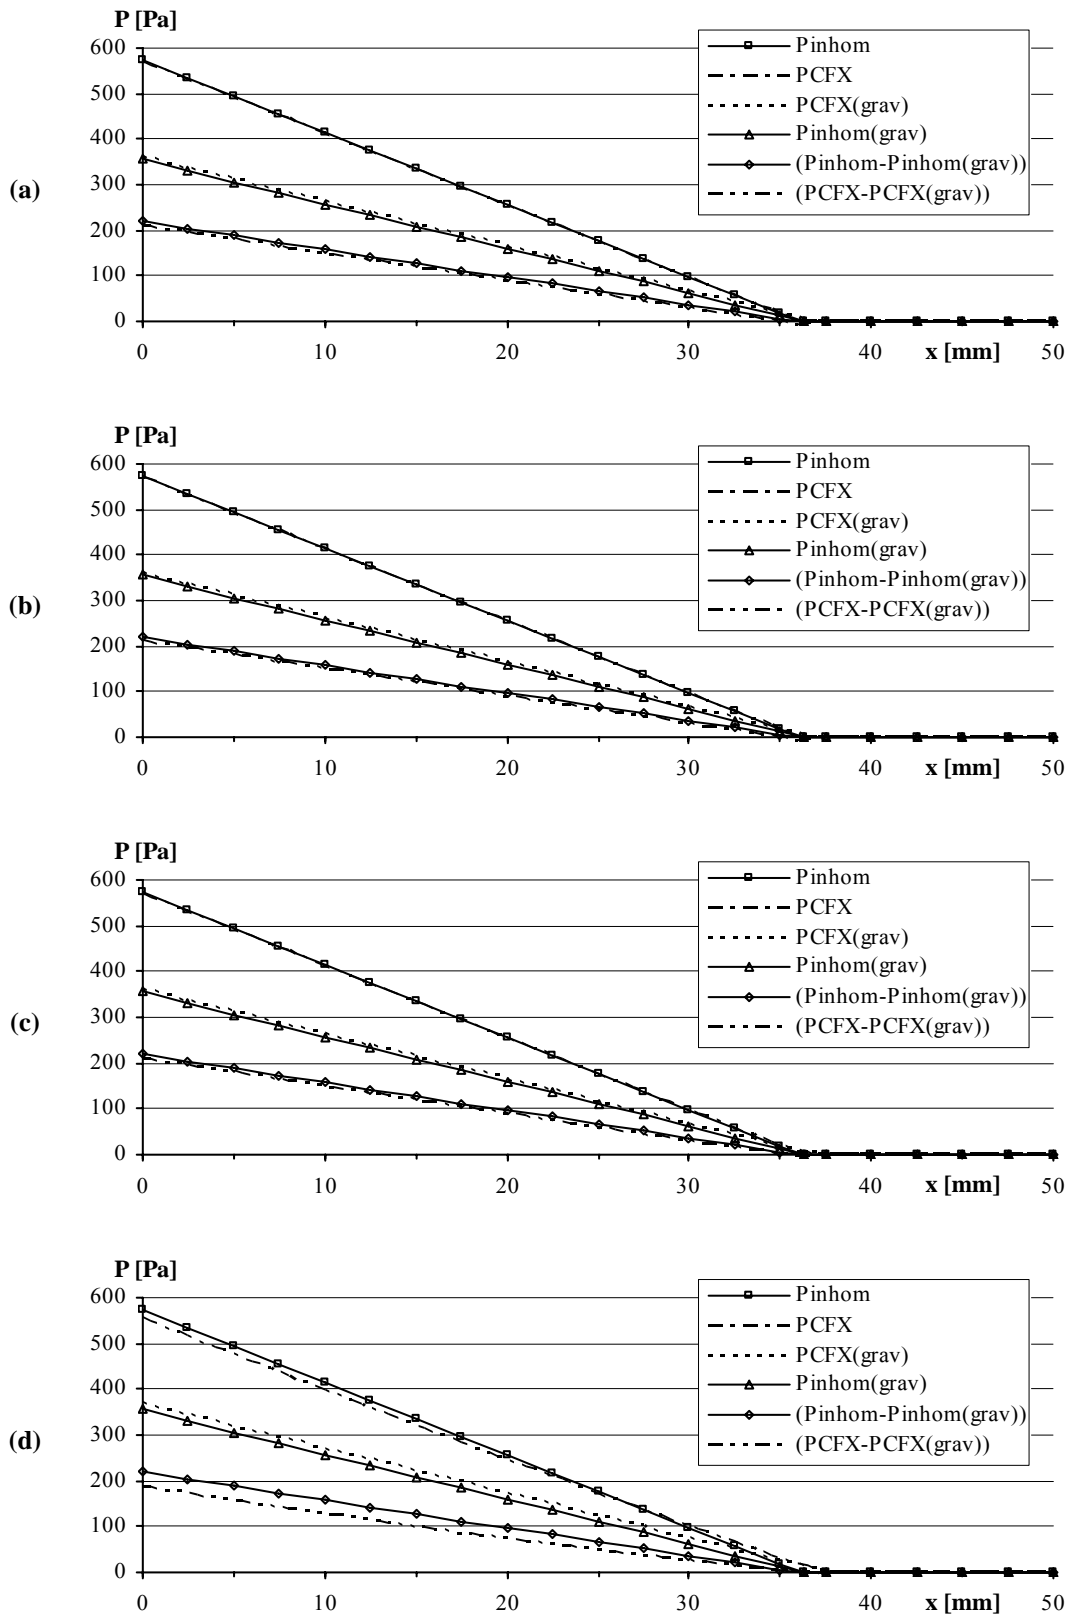 P [Pa]
600
500
400
300
200
100
0
0 10 20 30 40 50
x [mm]
Pinhom
PCFX
PCFX(grav)
Pinhom(grav)
(Pinhom-Pinhom(grav))
(PCFX-PCFX(grav))
(a)
P [Pa]
600
500
400
300
200
100
0
0 10 20 30 40 50
x [mm]
Pinhom
PCFX
PCFX(grav)
Pinhom(grav)
(Pinhom-Pinhom(grav))
(PCFX-PCFX(grav))
(b)
P [Pa]
600
500
400
300
200
100
0
0 10 20 30 40 50
x [mm]
Pinhom
PCFX
PCFX(grav)
Pinhom(grav)
(Pinhom-Pinhom(grav))
(PCFX-PCFX(grav))
(c)
P [Pa]
600
500
400
300
200
100
0
0 10 20 30 40 50
x [mm]
Pinhom
PCFX
PCFX(grav)
Pinhom(grav)
(Pinhom-Pinhom(grav))
(PCFX-PCFX(grav))
(d)